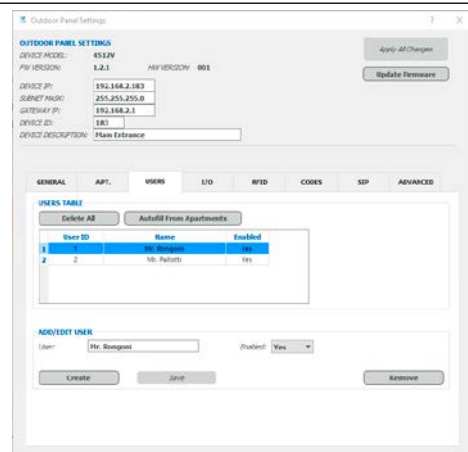 Outdoor Panel Settings
OUTDOOR PANEL SETTINGS
DEVICE MODEL: 4512V
FW VERSION: 1.2.1 HW VERSION: 001
DEVICE IP: 192.168.2.183
SUBNET MASK: 255.255.255.0
GATEWAY IP: 192.168.2.1
DEVICE ID: 183
DEVICE DESCRIPTION: Main Entrance
Apply All Changes
Update Firmware
GENERAL APT. USERS I/O RFID CODES SIP ADVANCED
USERS TABLE
Delete All Autofill From Apartments
User ID Name Enabled
1 1 Mr. Rongoni Yes
2 2 Mr. Pallotti Yes
ADD/EDIT USER
User: Mr. Rongoni Enabled: Yes
Create Save Remove